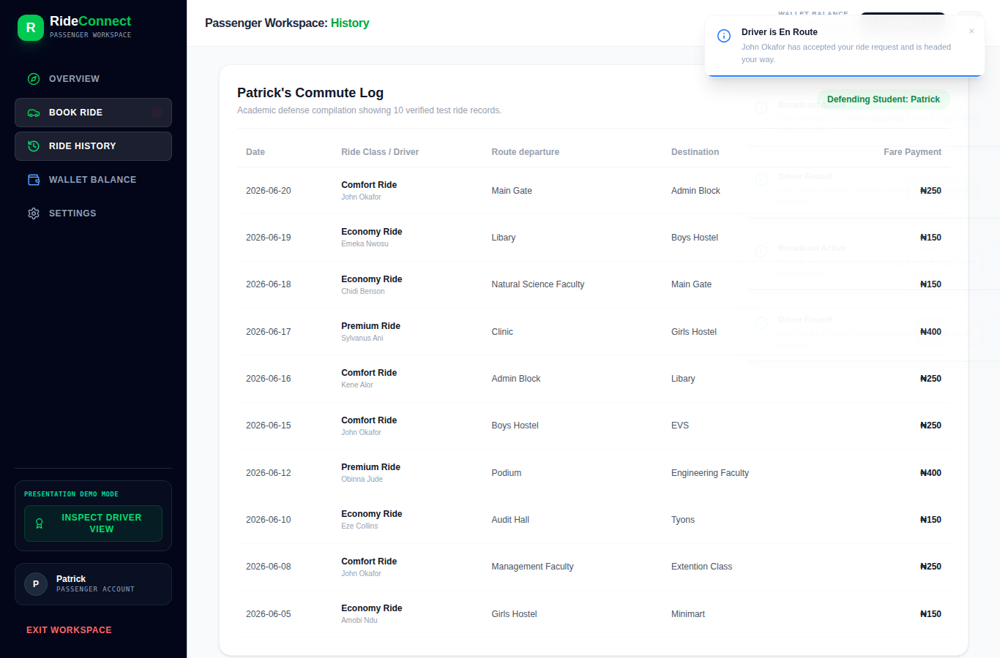 R
RideConnect
PASSENGER WORKSPACE
OVERVIEW
BOOK RIDE
RIDE HISTORY
WALLET BALANCE
SETTINGS
PRESENTATION DEMO MODE
INSPECT DRIVER
VIEW
P
Patrick
PASSENGER ACCOUNT
EXIT WORKSPACE
Passenger Workspace: History
WALLET BALANCE
Driver is En Route
×
John Okafor has accepted your ride request and is headed
your way.
Patrick's Commute Log
Academic defense compilation showing 10 verified test ride records.
Defending Student: Patrick
Broadcast Active
Driver Found!
Broadcast Active
Driver Found!
Date Ride Class / Driver Route departure Destination Fare Payment
2026-06-20 Comfort Ride Main Gate Admin Block ₦250
John Okafor
2026-06-19 Economy Ride Libary Boys Hostel ₦150
Emeka Nwosu
2026-06-18 Economy Ride Natural Science Faculty Main Gate ₦150
Chidi Benson
2026-06-17 Premium Ride Clinic Girls Hostel ₦400
Sylvanus Ani
2026-06-16 Comfort Ride Admin Block Libary ₦250
Kene Alor
2026-06-15 Comfort Ride Boys Hostel EVS ₦250
John Okafor
2026-06-12 Premium Ride Podium Engineering Faculty ₦400
Obinna Jude
2026-06-10 Economy Ride Audit Hall Tyons ₦150
Eze Collins
2026-06-08 Comfort Ride Management Faculty Extention Class ₦250
John Okafor
2026-06-05 Economy Ride Girls Hostel Minimart ₦150
Amobi Ndu